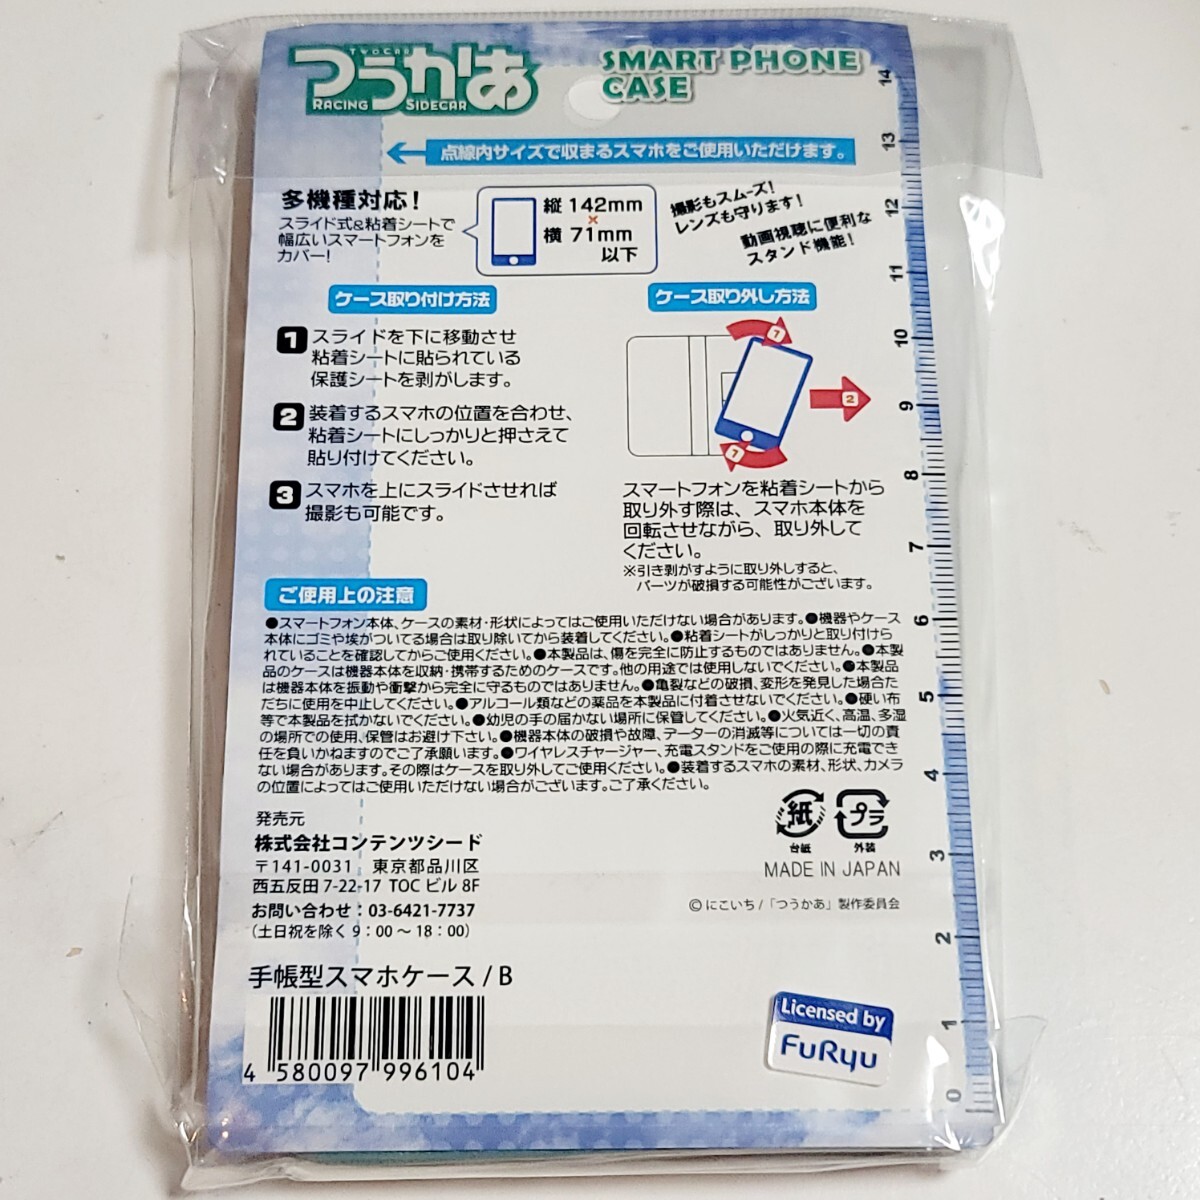 TWOCAR
つうかあ
RACING SIDECAR
SMART PHONE
CASE
点線内サイズで収まるスマホをご使用いただけます。
多機種対応!
スライド式&粘着シートで
幅広いスマートフォンを
カバー!
縦 142mm
×
横 71mm
以下
撮影もスムーズ!
レンズも守ります!
動画視聴に便利な
スタンド機能!
ケース取り付け方法
1 スライドを下に移動させ
粘着シートに貼られている
保護シートを剥がします。
2 装着するスマホの位置を合わせ、
粘着シートにしっかりと押さえて
貼り付けてください。
3 スマホを上にスライドさせれば
撮影も可能です。
ケース取り外し方法
1
2
1
スマートフォンを粘着シートから
取り外す際は、スマホ本体を
回転させながら、取り外して
ください。
※引き剥がすように取り外しすると、
パーツが破損する可能性がございます。
ご使用上の注意
●スマートフォン本体、ケースの素材・形状によってはご使用いただけない場合があります。●機器やケース
本体にゴミや埃がついてる場合は取り除いてから装着してください。●粘着シートがしっかりと取り付けら
れていることを確認してからご使用ください。●本製品は、傷を完全に防止するものではありません。●本製
品のケースは機器本体を収納・携帯するためのケースです。他の用途では使用しないでください。●本製品
は機器本体を振動や衝撃から完全に守るものではありません。●亀裂などの破損、変形を発見した場合た
だちに使用を中止してください。●アルコール類などの薬品を本製品に付着させないでください。●硬い布
等で本製品を拭かないでください。●幼児の手の届かない場所に保管してください。●火気近く、高温、多湿
の場所での使用、保管はお避け下さい。●機器本体の破損や故障、データーの消滅等については一切の責
任を負いかねますのでご了承願います。●ワイヤレスチャージャー、充電スタンドをご使用の際に充電でき
ない場合があります。その際はケースを取り外してご使用ください。●装着するスマホの素材、形状、カメラ
の位置によってはご使用いただけない場合がございます。ご了承ください。
発売元
株式会社コンテンツシード
〒141-0031 東京都品川区
西五反田 7-22-17 TOC ビル 8F
お問い合わせ：03-6421-7737
（土日祝を除く 9：00 〜 18：00）
紙
台紙
プラ
外装
MADE IN JAPAN
©にこいち/「つうかあ」製作委員会
手帳型スマホケース / B
4 580097 996104
Licensed by
FuRyu
14
13
12
11
10
9
8
7
6
5
4
3
2
1
0